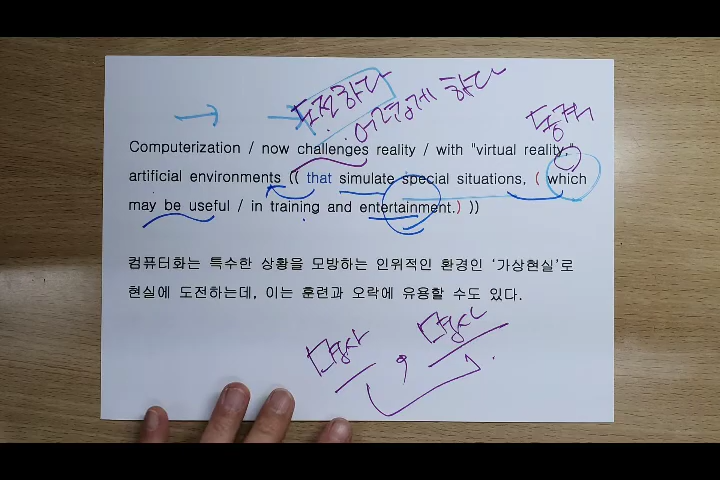 도전하다
어렵게 하다
동격
Computerization / now challenges reality / with "virtual reality,"
artificial environments (( that simulate special situations, ( which
may be useful / in training and entertainment.) ))
컴퓨터화는 특수한 상황을 모방하는 인위적인 환경인 '가상현실'로
현실에 도전하는데, 이는 훈련과 오락에 유용할 수도 있다.
명사 , 명사